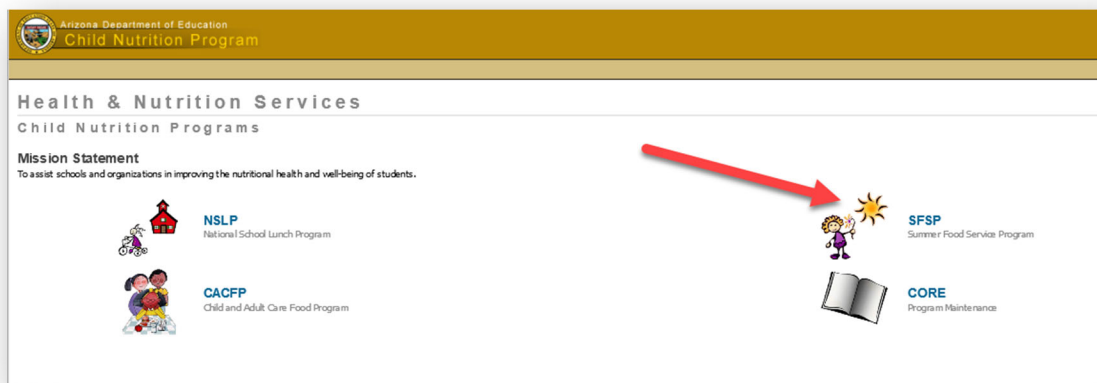 Arizona Department of Education
Child Nutrition Program
Health & Nutrition Services
Child Nutrition Programs
Mission Statement
To assist schools and organizations in improving the nutritional health and well-being of students.
NSLP
National School Lunch Program
SFSP
Summer Food Service Program
CACFP
Child and Adult Care Food Program
CORE
Program Maintenance